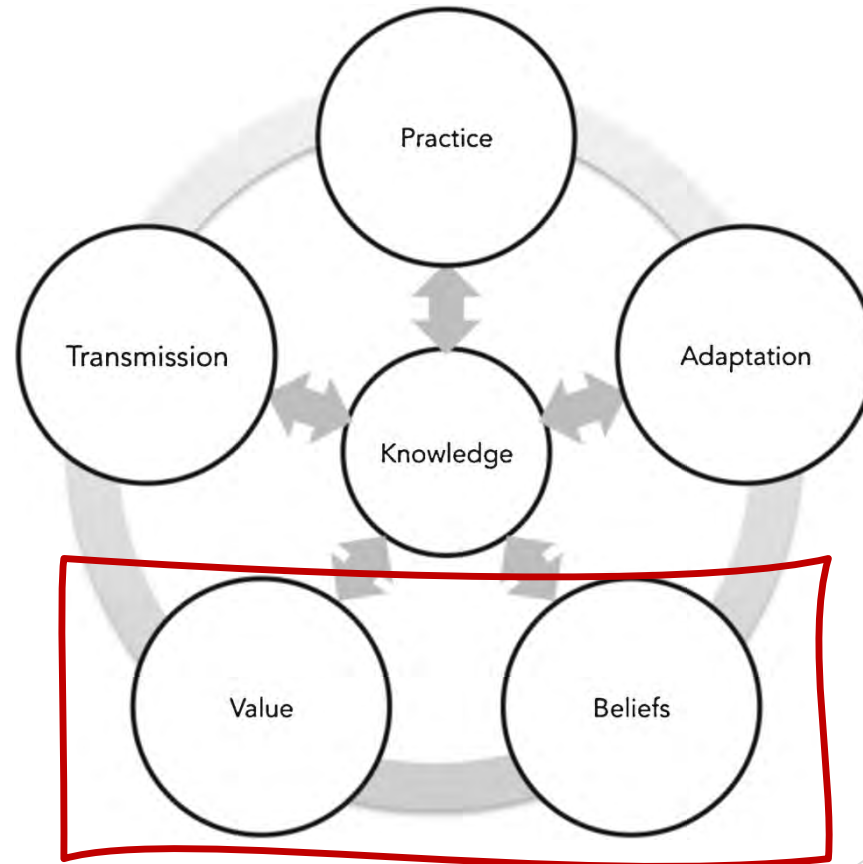 Practice
Transmission
Adaptation
Knowledge
Value
Beliefs